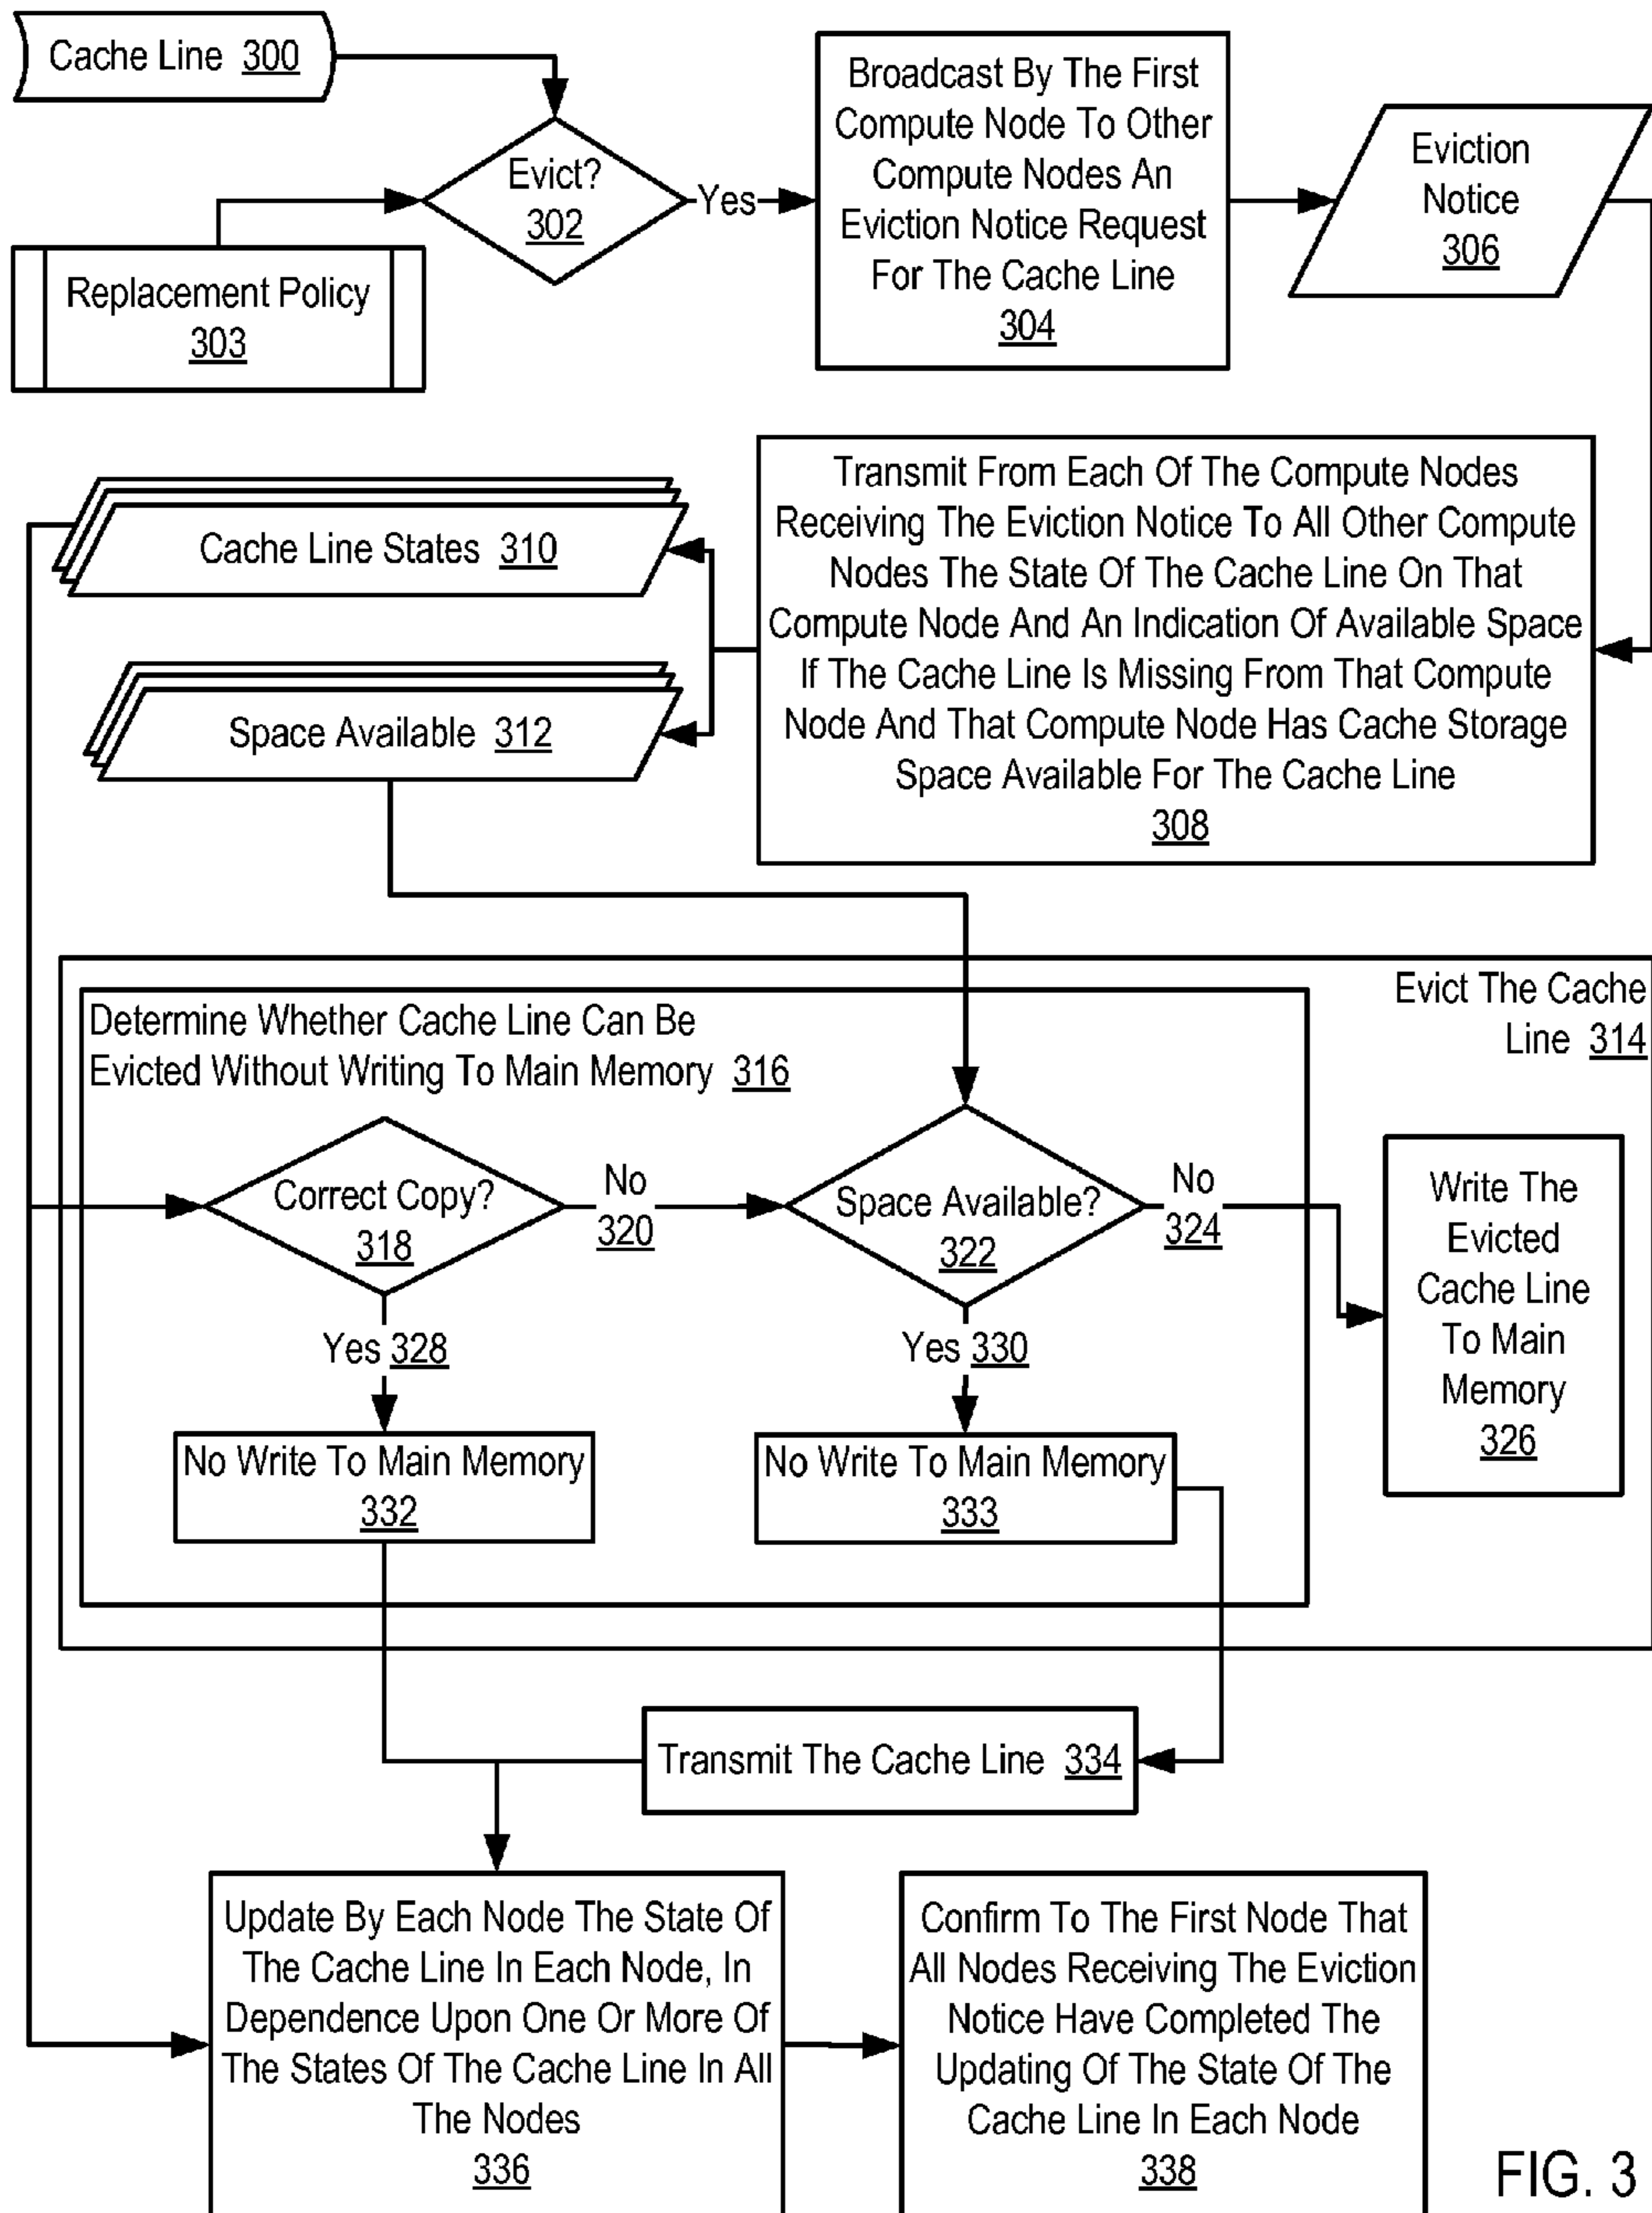 Cache Line 300
Evict?
302
Yes
Replacement Policy
303
Broadcast By The First
Compute Node To Other
Compute Nodes An
Eviction Notice Request
For The Cache Line
304
Eviction
Notice
306
Transmit From Each Of The Compute Nodes
Receiving The Eviction Notice To All Other Compute
Nodes The State Of The Cache Line On That
Compute Node And An Indication Of Available Space
If The Cache Line Is Missing From That Compute
Node And That Compute Node Has Cache Storage
Space Available For The Cache Line
308
Cache Line States 310
Space Available 312
Evict The Cache
Line 314
Determine Whether Cache Line Can Be
Evicted Without Writing To Main Memory 316
Correct Copy?
318
No
320
Space Available?
322
No
324
Write The
Evicted
Cache Line
To Main
Memory
326
Yes 328
Yes 330
No Write To Main Memory
332
No Write To Main Memory
333
Transmit The Cache Line 334
Update By Each Node The State Of
The Cache Line In Each Node, In
Dependence Upon One Or More Of
The States Of The Cache Line In All
The Nodes
336
Confirm To The First Node That
All Nodes Receiving The Eviction
Notice Have Completed The
Updating Of The State Of The
Cache Line In Each Node
338
FIG. 3